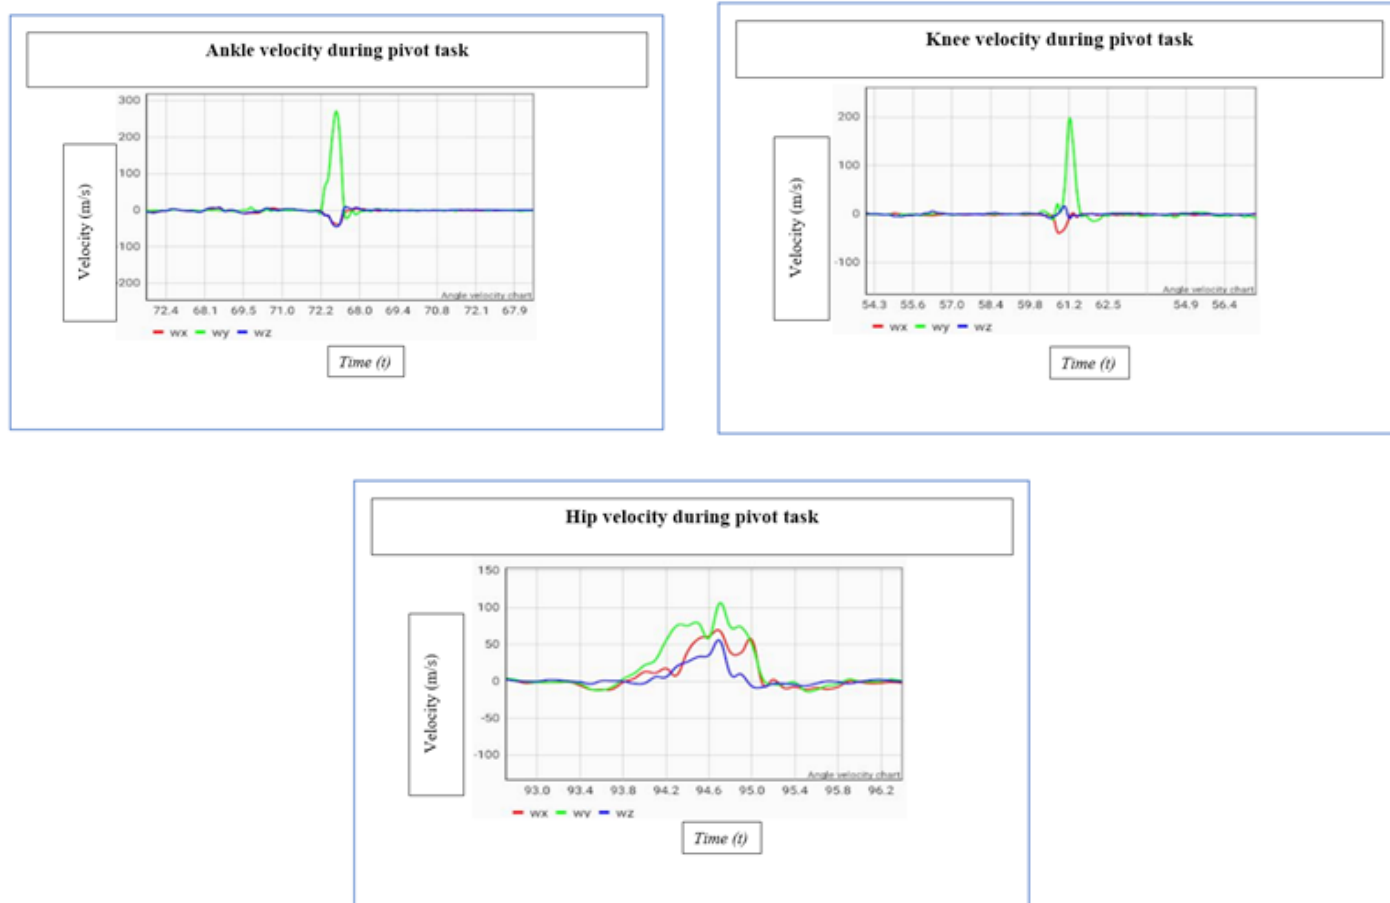 Ankle velocity during pivot task
Velocity (m/s)
300
200
100
0
-100
-200
Angle velocity chart
72.4 68.1 69.5 71.0 72.2 68.0 69.4 70.8 72.1 67.9
wx wy wz
Time (t)
Knee velocity during pivot task
Velocity (m/s)
200
100
0
-100
Angle velocity chart
54.3 55.6 57.0 58.4 59.8 61.2 62.5 54.9 56.4
wx wy wz
Time (t)
Hip velocity during pivot task
Velocity (m/s)
150
100
50
0
-50
-100
Angle velocity chart
93.0 93.4 93.8 94.2 94.6 95.0 95.4 95.8 96.2
wx wy wz
Time (t)